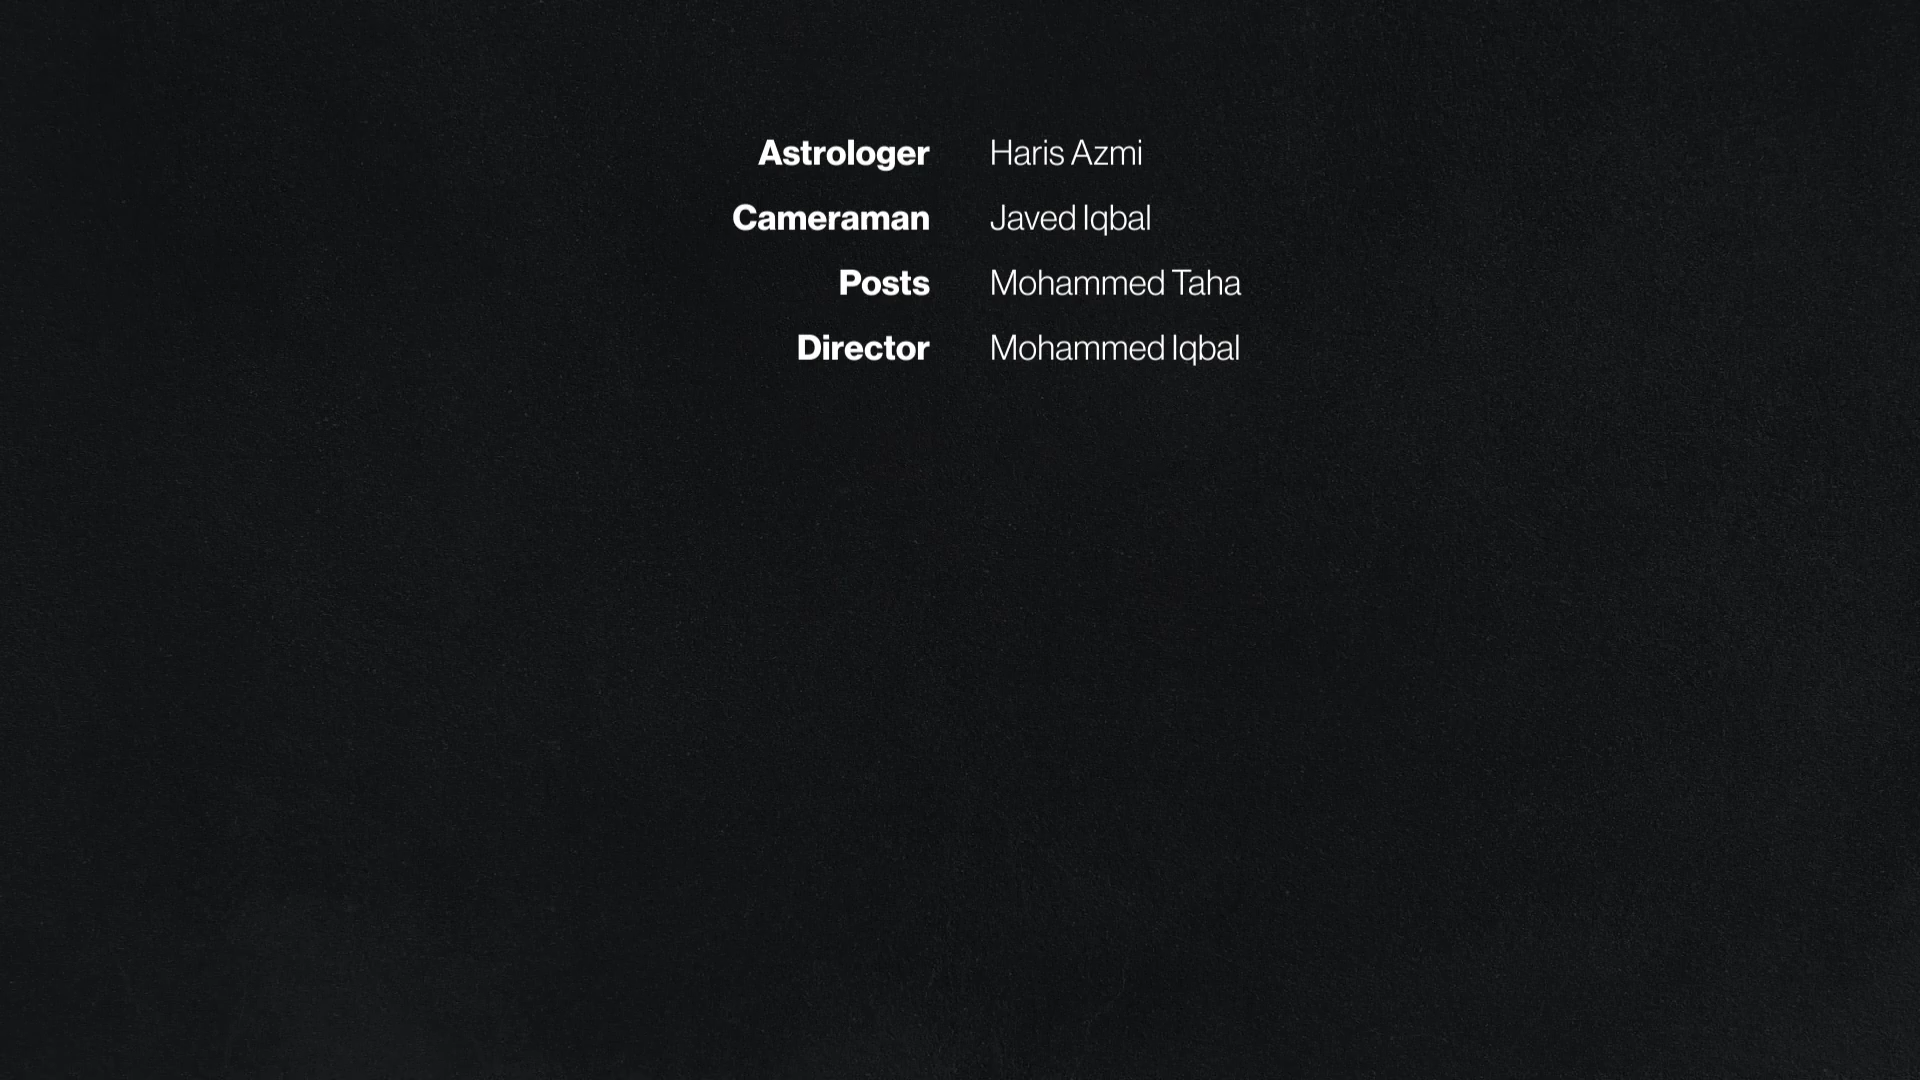 Astrologer Haris Azmi
Cameraman Javed Iqbal
Posts Mohammed Taha
Director Mohammed Iqbal